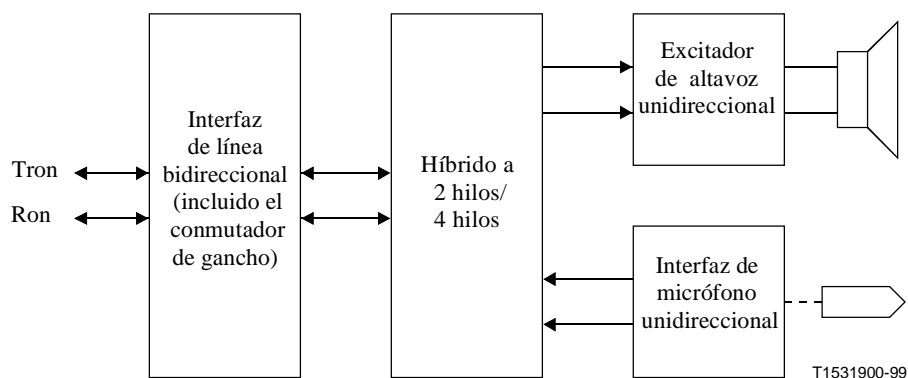 Tron
Ron
Interfaz
de línea
bidireccional
(incluido el
conmutador
de gancho)
Híbrido a
2 hilos/
4 hilos
Excitador
de altavoz
unidireccional
Interfaz de
micrófono
unidireccional
T1531900-99